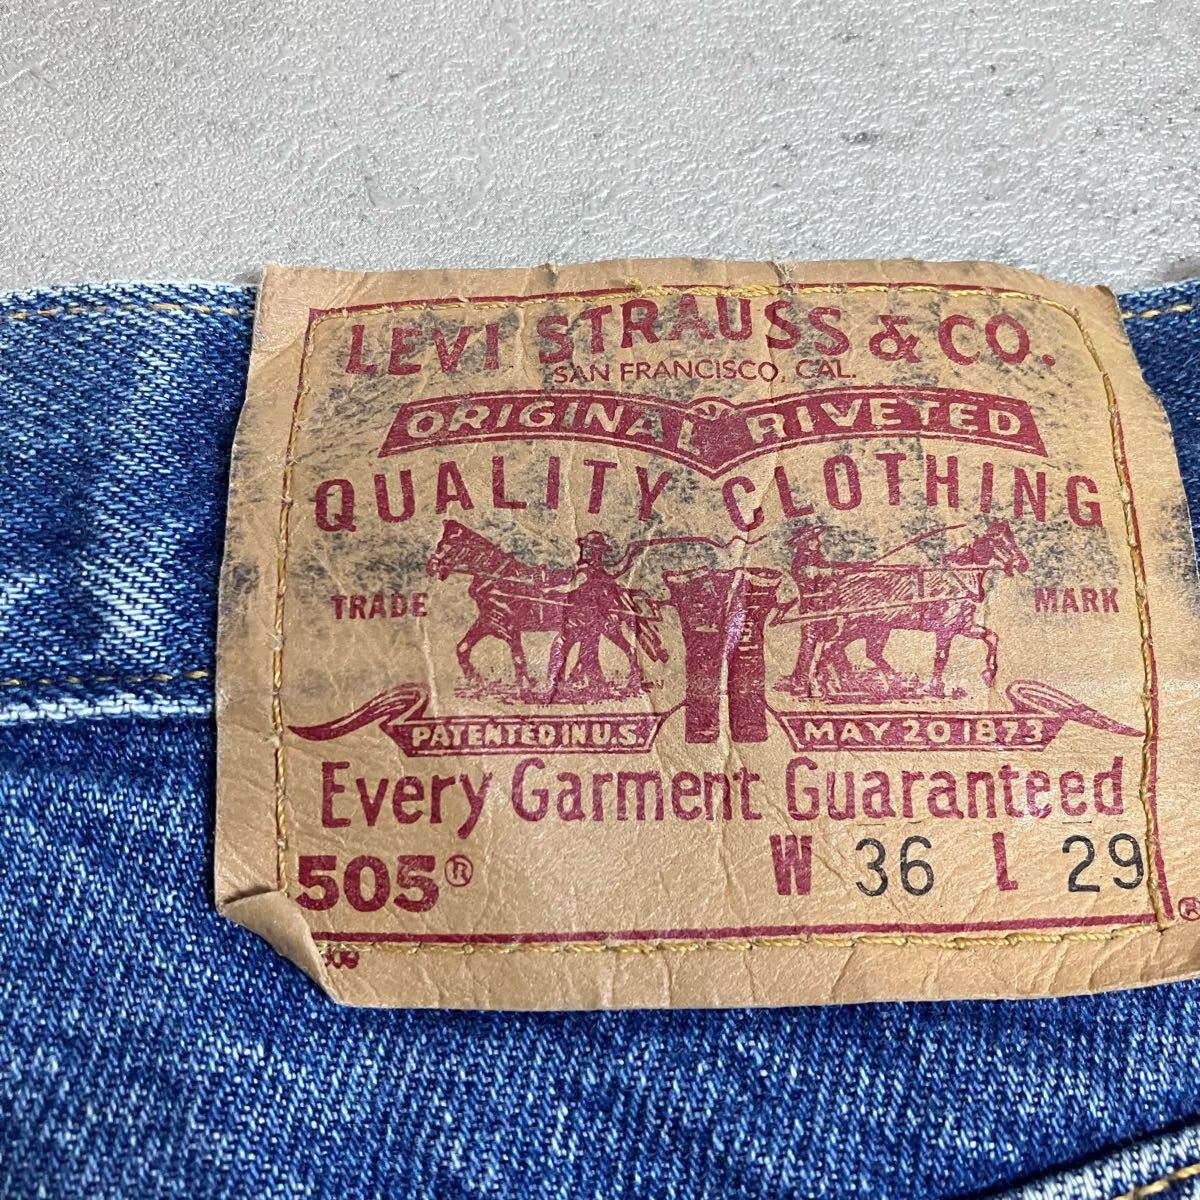 LEVI STRAUSS & CO.
SAN FRANCISCO, CAL.
ORIGINAL RIVETED
QUALITY CLOTHING
TRADE MARK
PATENTED IN U.S. MAY 20 1873
Every Garment Guaranteed
505® W 36 L 29
®